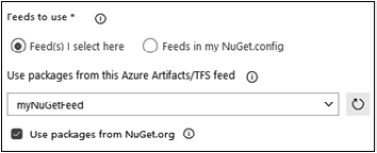 Feeds to use *
Feed(s) I select here Feeds in my NuGet.config
Use packages from this Azure Artifacts/TFS feed
myNuGetFeed
Use packages from NuGet.org